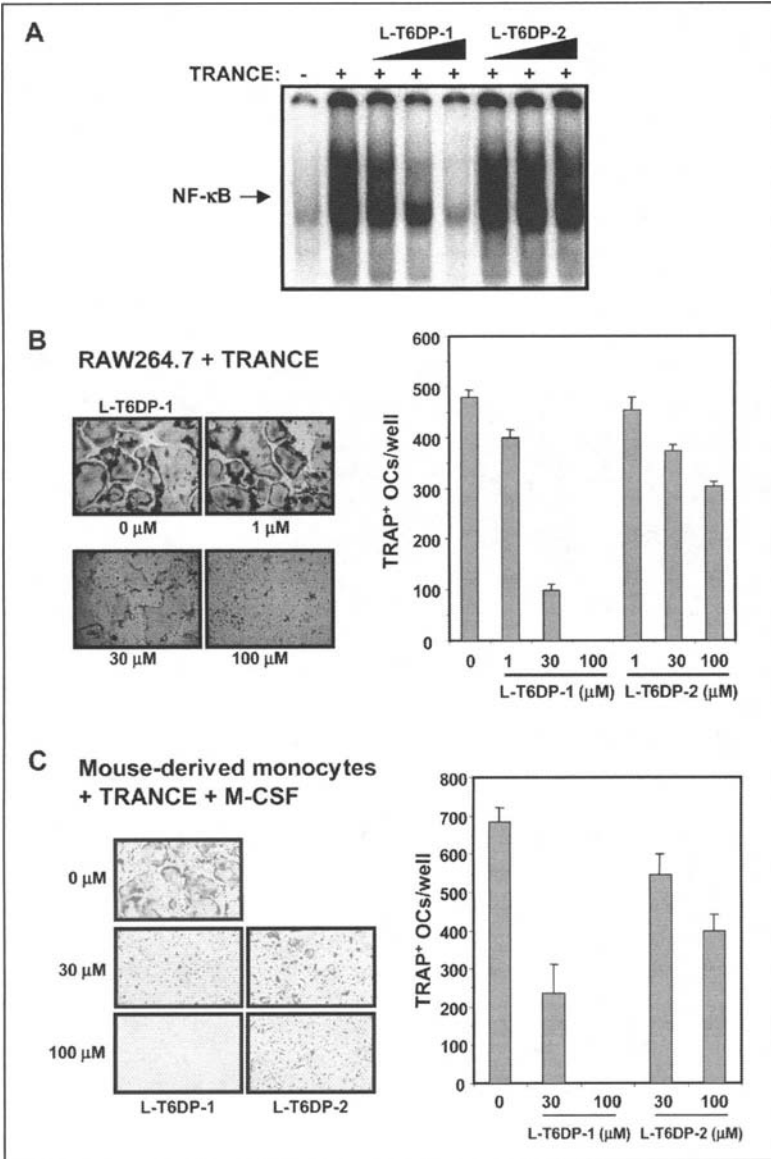 A
L-T6DP-1 L-T6DP-2
TRANCE: - + + + + + + +
NF-κB →
B
RAW264.7 + TRANCE
L-T6DP-1
0 μM 1 μM
30 μM 100 μM
TRAP+ OCs/well
600
500
400
300
200
100
0
0 1 30 100 1 30 100
L-T6DP-1 (μM) L-T6DP-2 (μM)
C
Mouse-derived monocytes
+ TRANCE + M-CSF
0 μM
30 μM
100 μM
L-T6DP-1 L-T6DP-2
TRAP+ OCs/well
800
700
600
500
400
300
200
100
0
0 30 100 30 100
L-T6DP-1 (μM) L-T6DP-2 (μM)